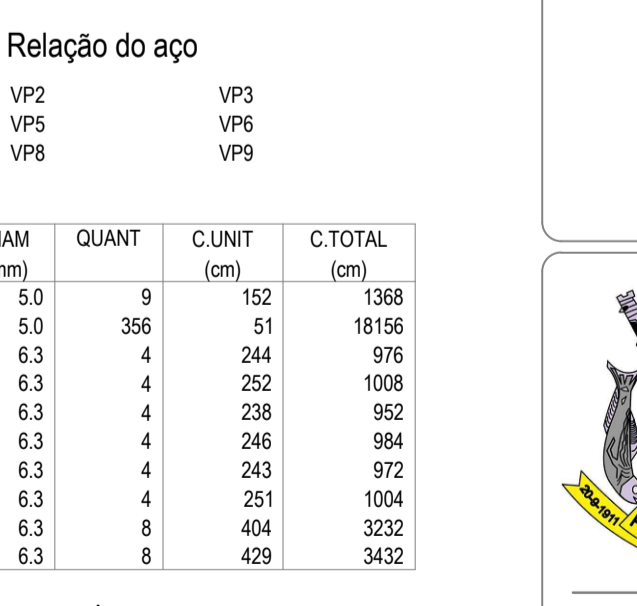 Relação do aço
VP2 VP3
VP5 VP6
VP8 VP9
QUANT C.UNIT C.TOTAL
(cm) (cm)
5.0 9 152 1368
5.0 356 51 18156
6.3 4 244 976
6.3 4 252 1008
6.3 4 238 952
6.3 4 246 984
6.3 4 243 972
6.3 4 251 1004
6.3 8 404 3232
6.3 8 429 3432
20-9-1911